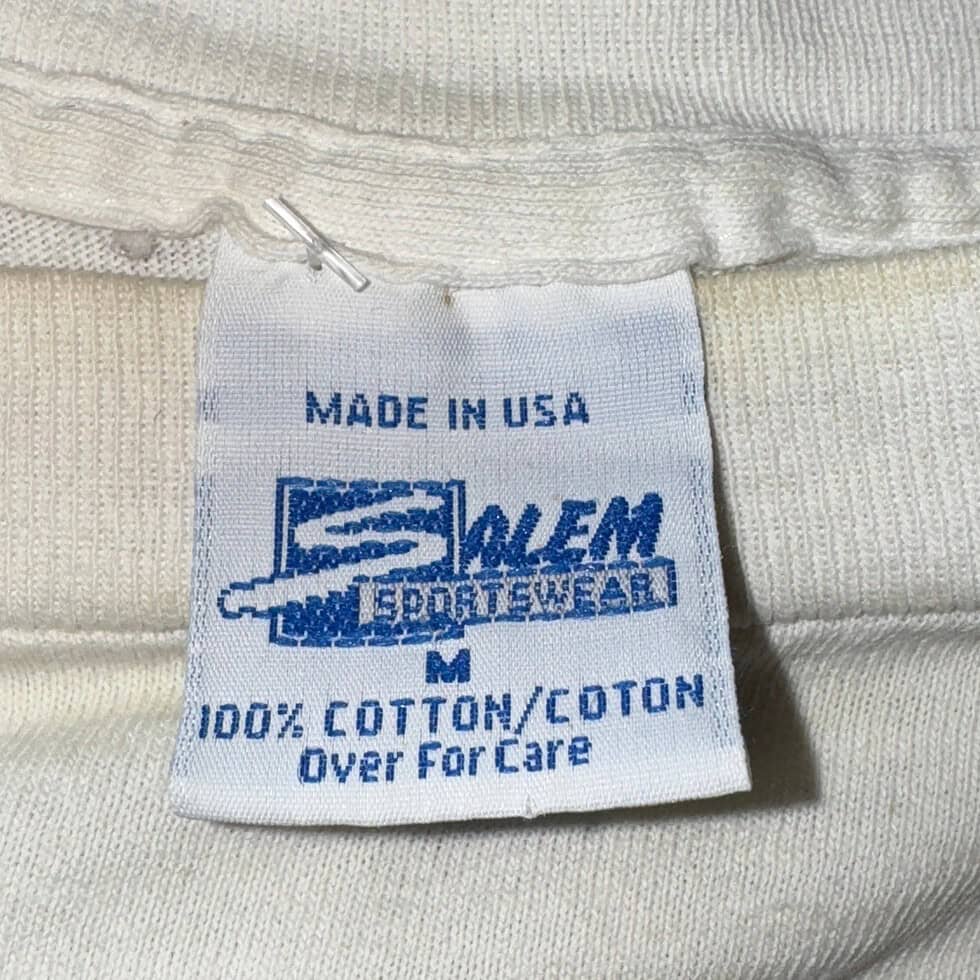 MADE IN USA
SALEM
SPORTSWEAR
M
100% COTTON/COTON
Over For Care